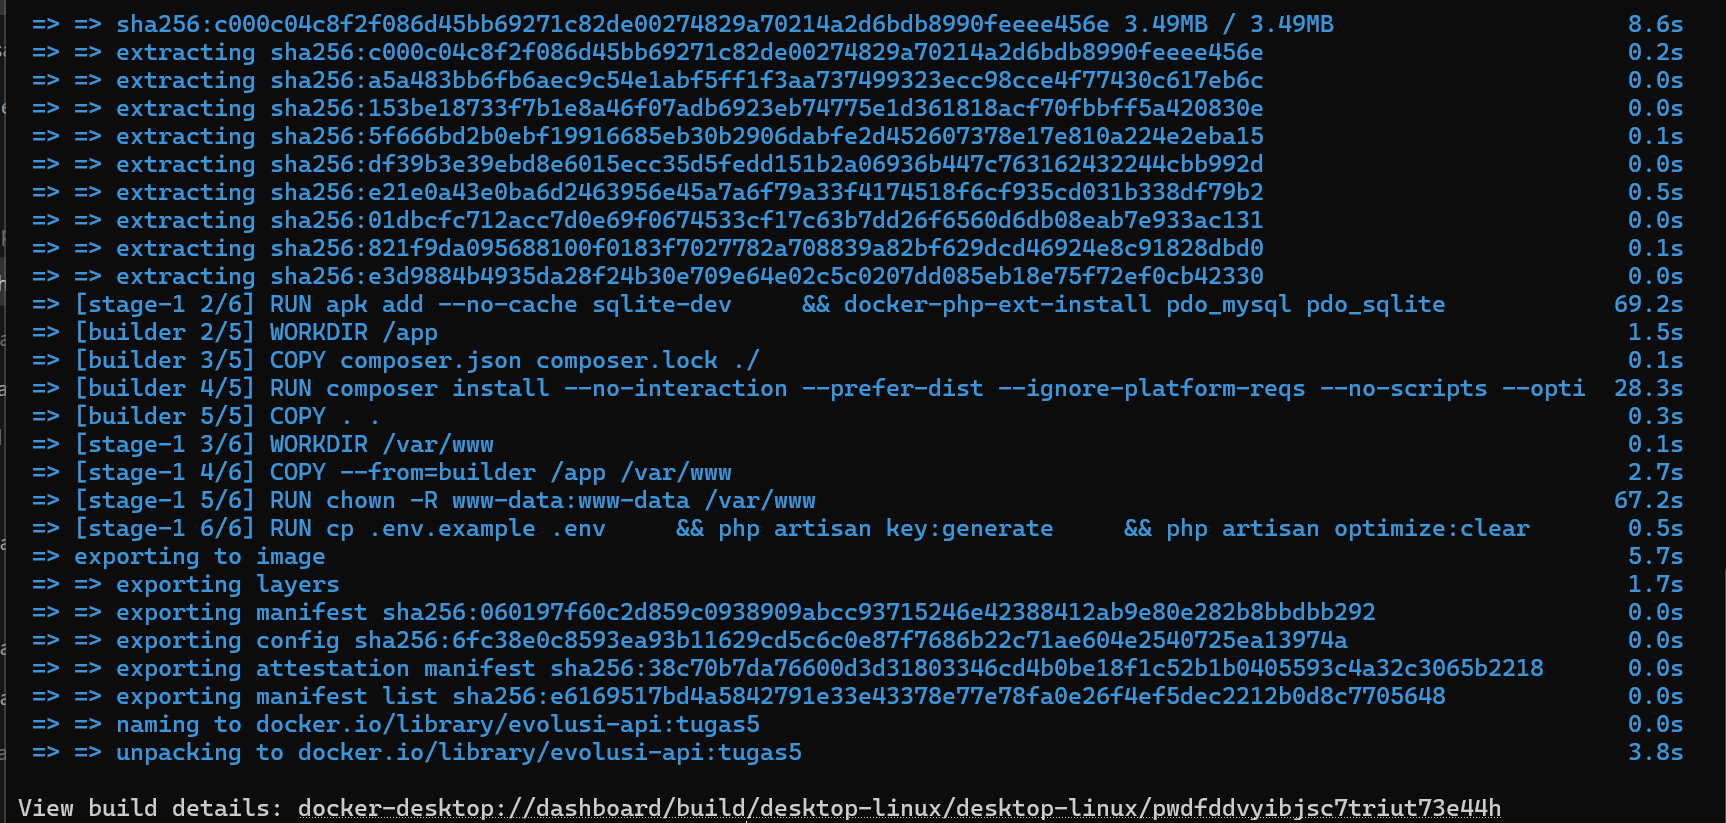 => => sha256:c000c04c8f2f086d45bb69271c82de00274829a70214a2d6bdb8990feeee456e 3.49MB / 3.49MB 8.6s
=> => extracting sha256:c000c04c8f2f086d45bb69271c82de00274829a70214a2d6bdb8990feeee456e 0.2s
=> => extracting sha256:a5a483bb6fb6aec9c54e1abf5ff1f3aa737499323ecc98cce4f77430c617eb6c 0.0s
=> => extracting sha256:153be18733f7b1e8a46f07adb6923eb74775e1d361818acf70fbbff5a420830e 0.0s
=> => extracting sha256:5f666bd2b0ebf19916685eb30b2906dabfe2d452607378e17e810a224e2eba15 0.1s
=> => extracting sha256:df39b3e39ebd8e6015ecc35d5fedd151b2a06936b447c763162432244cbb992d 0.0s
=> => extracting sha256:e21e0a43e0ba6d2463956e45a7a6f79a33f4174518f6cf935cd031b338df79b2 0.5s
=> => extracting sha256:01dbcfc712acc7d0e69f0674533cf17c63b7dd26f6560d6db08eab7e933ac131 0.0s
=> => extracting sha256:821f9da095688100f0183f7027782a708839a82bf629dcd46924e8c91828dbd0 0.1s
=> => extracting sha256:e3d9884b4935da28f24b30e709e64e02c5c0207dd085eb18e75f72ef0cb42330 0.0s
=> [stage-1 2/6] RUN apk add --no-cache sqlite-dev     && docker-php-ext-install pdo_mysql pdo_sqlite 69.2s
=> [builder 2/5] WORKDIR /app 1.5s
=> [builder 3/5] COPY composer.json composer.lock ./ 0.1s
=> [builder 4/5] RUN composer install --no-interaction --prefer-dist --ignore-platform-reqs --no-scripts --opti 28.3s
=> [builder 5/5] COPY . . 0.3s
=> [stage-1 3/6] WORKDIR /var/www 0.1s
=> [stage-1 4/6] COPY --from=builder /app /var/www 2.7s
=> [stage-1 5/6] RUN chown -R www-data:www-data /var/www 67.2s
=> [stage-1 6/6] RUN cp .env.example .env     && php artisan key:generate     && php artisan optimize:clear 0.5s
=> exporting to image 5.7s
=> => exporting layers 1.7s
=> => exporting manifest sha256:060197f60c2d859c0938909abcc93715246e42388412ab9e80e282b8bbdbb292 0.0s
=> => exporting config sha256:6fc38e0c8593ea93b11629cd5c6c0e87f7686b22c71ae604e2540725ea13974a 0.0s
=> => exporting attestation manifest sha256:38c70b7da76600d3d31803346cd4b0be18f1c52b1b0405593c4a32c3065b2218 0.0s
=> => exporting manifest list sha256:e6169517bd4a5842791e33e43378e77e78fa0e26f4ef5dec2212b0d8c7705648 0.0s
=> => naming to docker.io/library/evolusi-api:tugas5 0.0s
=> => unpacking to docker.io/library/evolusi-api:tugas5 3.8s
View build details: docker-desktop://dashboard/build/desktop-linux/desktop-linux/pwdfddvyibjsc7triut73e44h